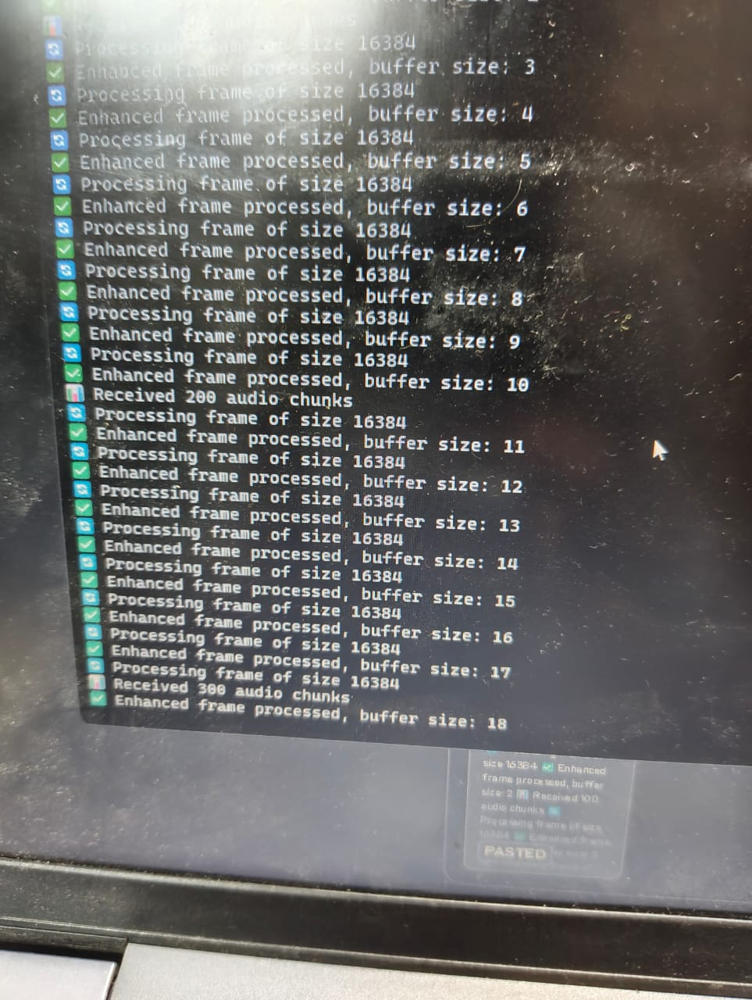 size 16384
Enhanced frame processed, buffer size: 3
Processing frame of size 16384
Enhanced frame processed, buffer size: 4
Processing frame of size 16384
Enhanced frame processed, buffer size: 5
Processing frame of size 16384
Enhanced frame processed, buffer size: 6
Processing frame of size 16384
Enhanced frame processed, buffer size: 7
Processing frame of size 16384
Enhanced frame processed, buffer size: 8
Processing frame of size 16384
Enhanced frame processed, buffer size: 9
Processing frame of size 16384
Enhanced frame processed, buffer size: 10
Received 200 audio chunks
Processing frame of size 16384
Enhanced frame processed, buffer size: 11
Processing frame of size 16384
Enhanced frame processed, buffer size: 12
Processing frame of size 16384
Enhanced frame processed, buffer size: 13
Processing frame of size 16384
Enhanced frame processed, buffer size: 14
Processing frame of size 16384
Enhanced frame processed, buffer size: 15
Processing frame of size 16384
Enhanced frame processed, buffer size: 16
Processing frame of size 16384
Enhanced frame processed, buffer size: 17
Processing frame of size 16384
Received 300 audio chunks
Enhanced frame processed, buffer size: 18
size 16384 ✅ Enhanced
frame processed, buffer
size: 2 📊 Received 100
audio chunks 🔄
Processing frame of size
16384 ✅ Enhanced frame
PASTED